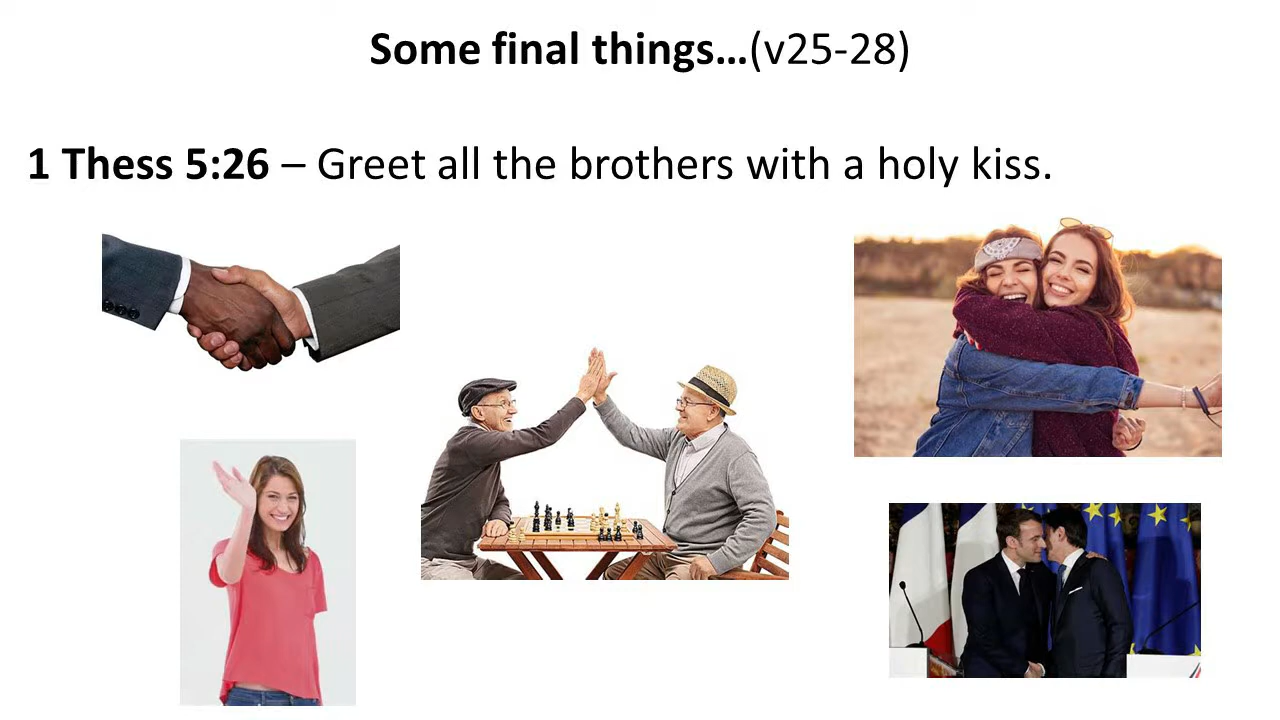 Some final things...(v25-28)
1 Thess 5:26 – Greet all the brothers with a holy kiss.